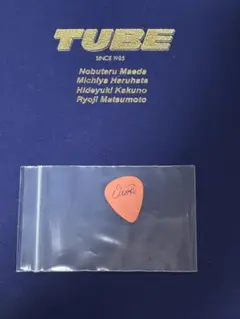 TUBE
SINCE 1985
Nobuteru Maeda
Michiya Haruhata
Hideyuki Kakuno
Ryoji Matsumoto